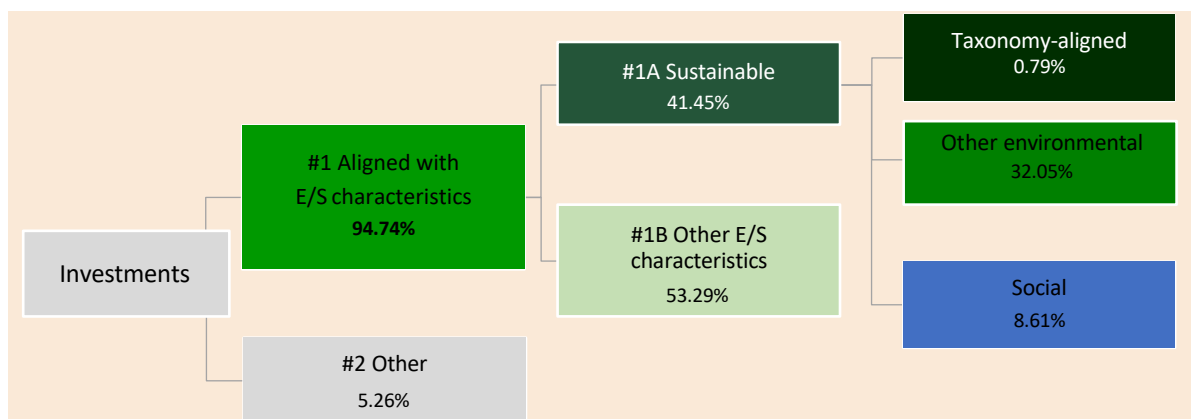 Investments
#1 Aligned with
E/S characteristics
94.74%
#2 Other
5.26%
#1A Sustainable
41.45%
#1B Other E/S
characteristics
53.29%
Taxonomy-aligned
0.79%
Other environmental
32.05%
Social
8.61%